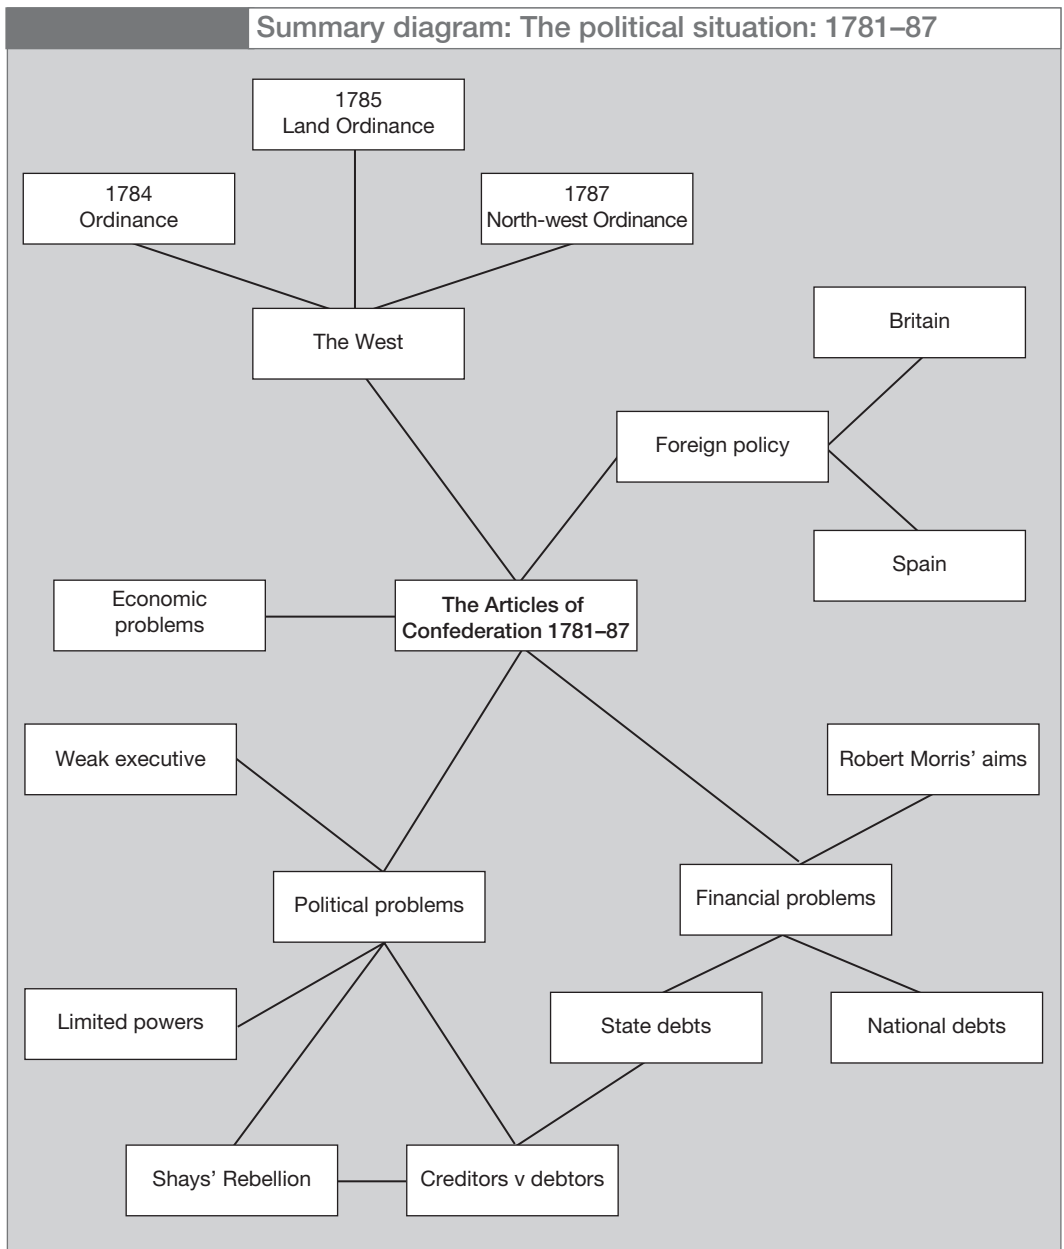 Summary diagram: The political situation: 1781–87
1785
Land Ordinance
1784
Ordinance
1787
North-west Ordinance
The West
Britain
Foreign policy
Spain
Economic
problems
The Articles of
Confederation 1781–87
Weak executive
Robert Morris’ aims
Political problems
Financial problems
Limited powers
State debts
National debts
Shays’ Rebellion
Creditors v debtors